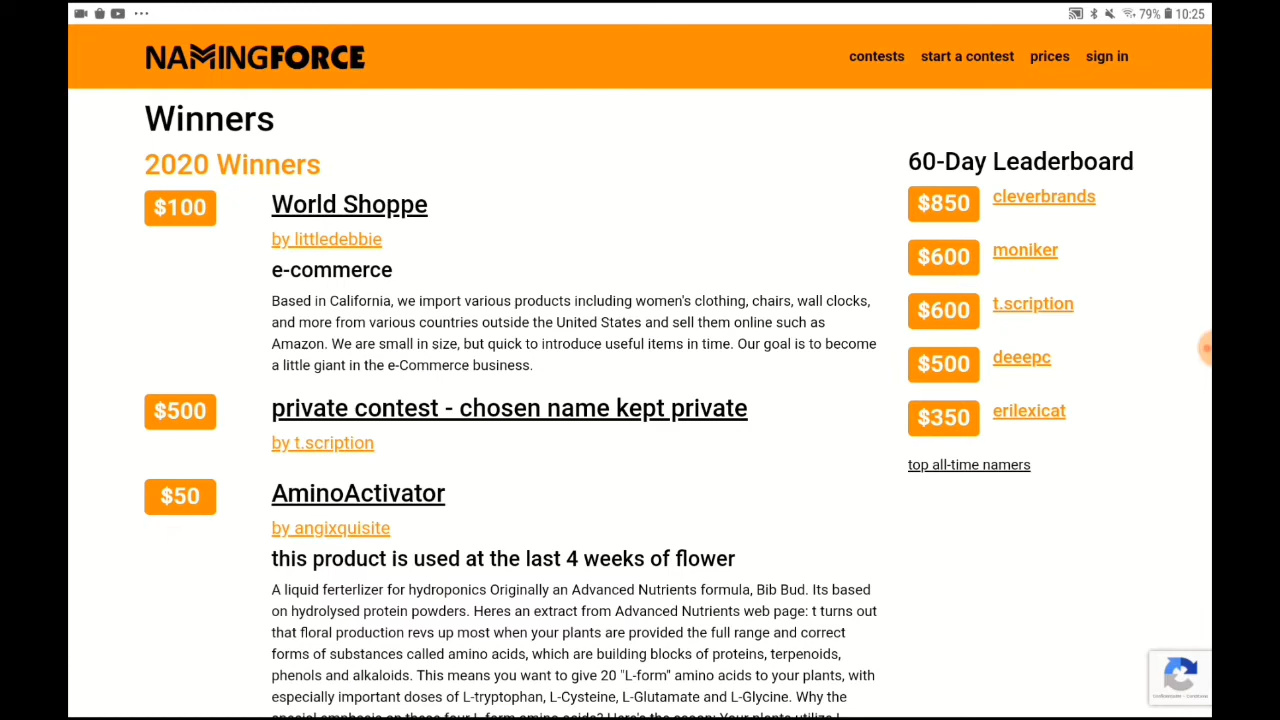 79% 10:25
NAMINGFORCE
contests start a contest prices sign in
Winners
2020 Winners
$100
World Shoppe
by littledebbie
e-commerce
Based in California, we import various products including women's clothing, chairs, wall clocks,
and more from various countries outside the United States and sell them online such as
Amazon. We are small in size, but quick to introduce useful items in time. Our goal is to become
a little giant in the e-Commerce business.
$500
private contest - chosen name kept private
by t.scription
$50
AminoActivator
by angixquisite
this product is used at the last 4 weeks of flower
A liquid ferterlizer for hydroponics Originally an Advanced Nutrients formula, Bib Bud. Its based
on hydrolysed protein powders. Heres an extract from Advanced Nutrients web page: t turns out
that floral production revs up most when your plants are provided the full range and correct
forms of substances called amino acids, which are building blocks of proteins, terpenoids,
phenols and alkaloids. This means you want to give 20 "L-form" amino acids to your plants, with
especially important doses of L-tryptophan, L-Cysteine, L-Glutamate and L-Glycine. Why the
60-Day Leaderboard
$850 cleverbrands
$600 moniker
$600 t.scription
$500 deeepc
$350 erilexicat
top all-time namers